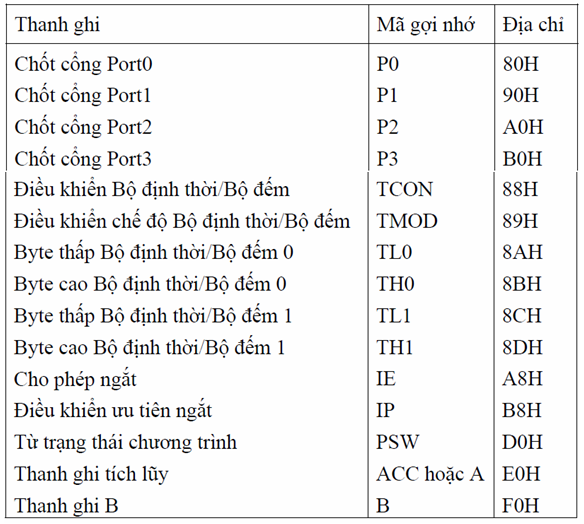 Thanh ghi Mã gợi nhớ Địa chỉ
Chốt cổng Port0 P0 80H
Chốt cổng Port1 P1 90H
Chốt cổng Port2 P2 A0H
Chốt cổng Port3 P3 B0H
Điều khiển Bộ định thời/Bộ đếm TCON 88H
Điều khiển chế độ Bộ định thời/Bộ đếm TMOD 89H
Byte thấp Bộ định thời/Bộ đếm 0 TL0 8AH
Byte cao Bộ định thời/Bộ đếm 0 TH0 8BH
Byte thấp Bộ định thời/Bộ đếm 1 TL1 8CH
Byte cao Bộ định thời/Bộ đếm 1 TH1 8DH
Cho phép ngắt IE A8H
Điều khiển ưu tiên ngắt IP B8H
Từ trạng thái chương trình PSW D0H
Thanh ghi tích lũy ACC hoặc A E0H
Thanh ghi B B F0H